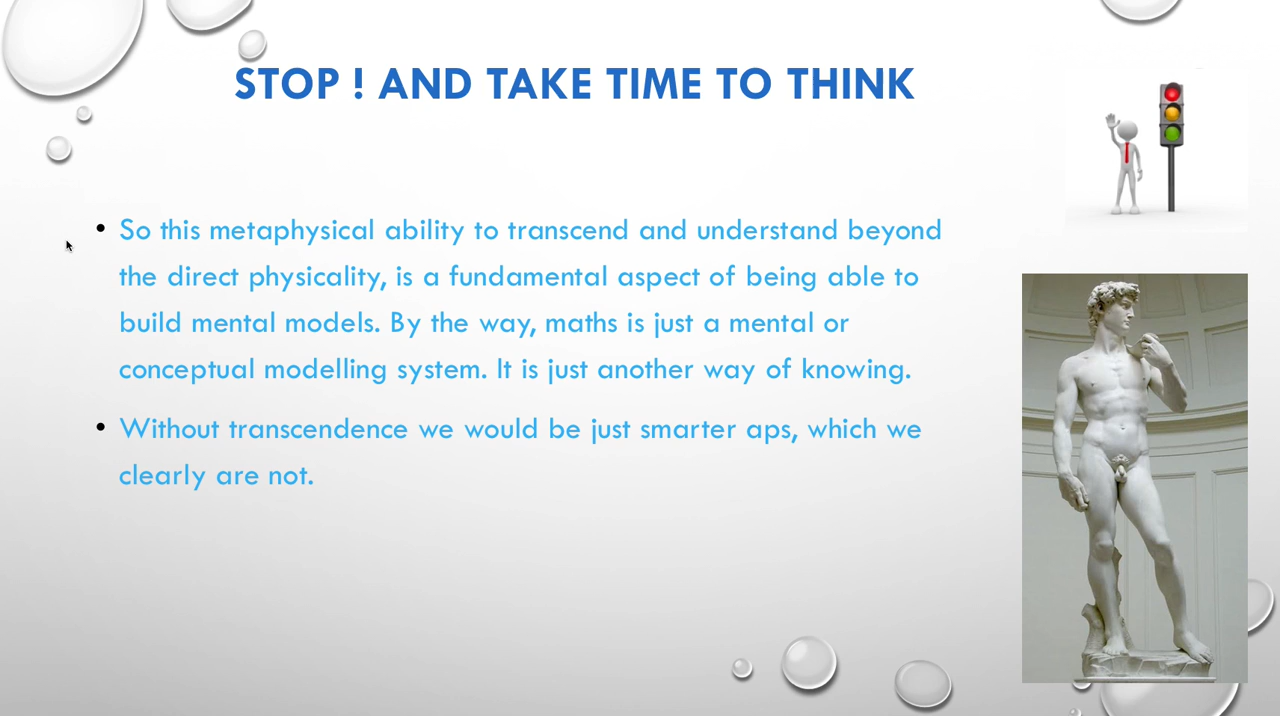 STOP ! AND TAKE TIME TO THINK
• So this metaphysical ability to transcend and understand beyond
the direct physicality, is a fundamental aspect of being able to
build mental models. By the way, maths is just a mental or
conceptual modelling system. It is just another way of knowing.
• Without transcendence we would be just smarter aps, which we
clearly are not.